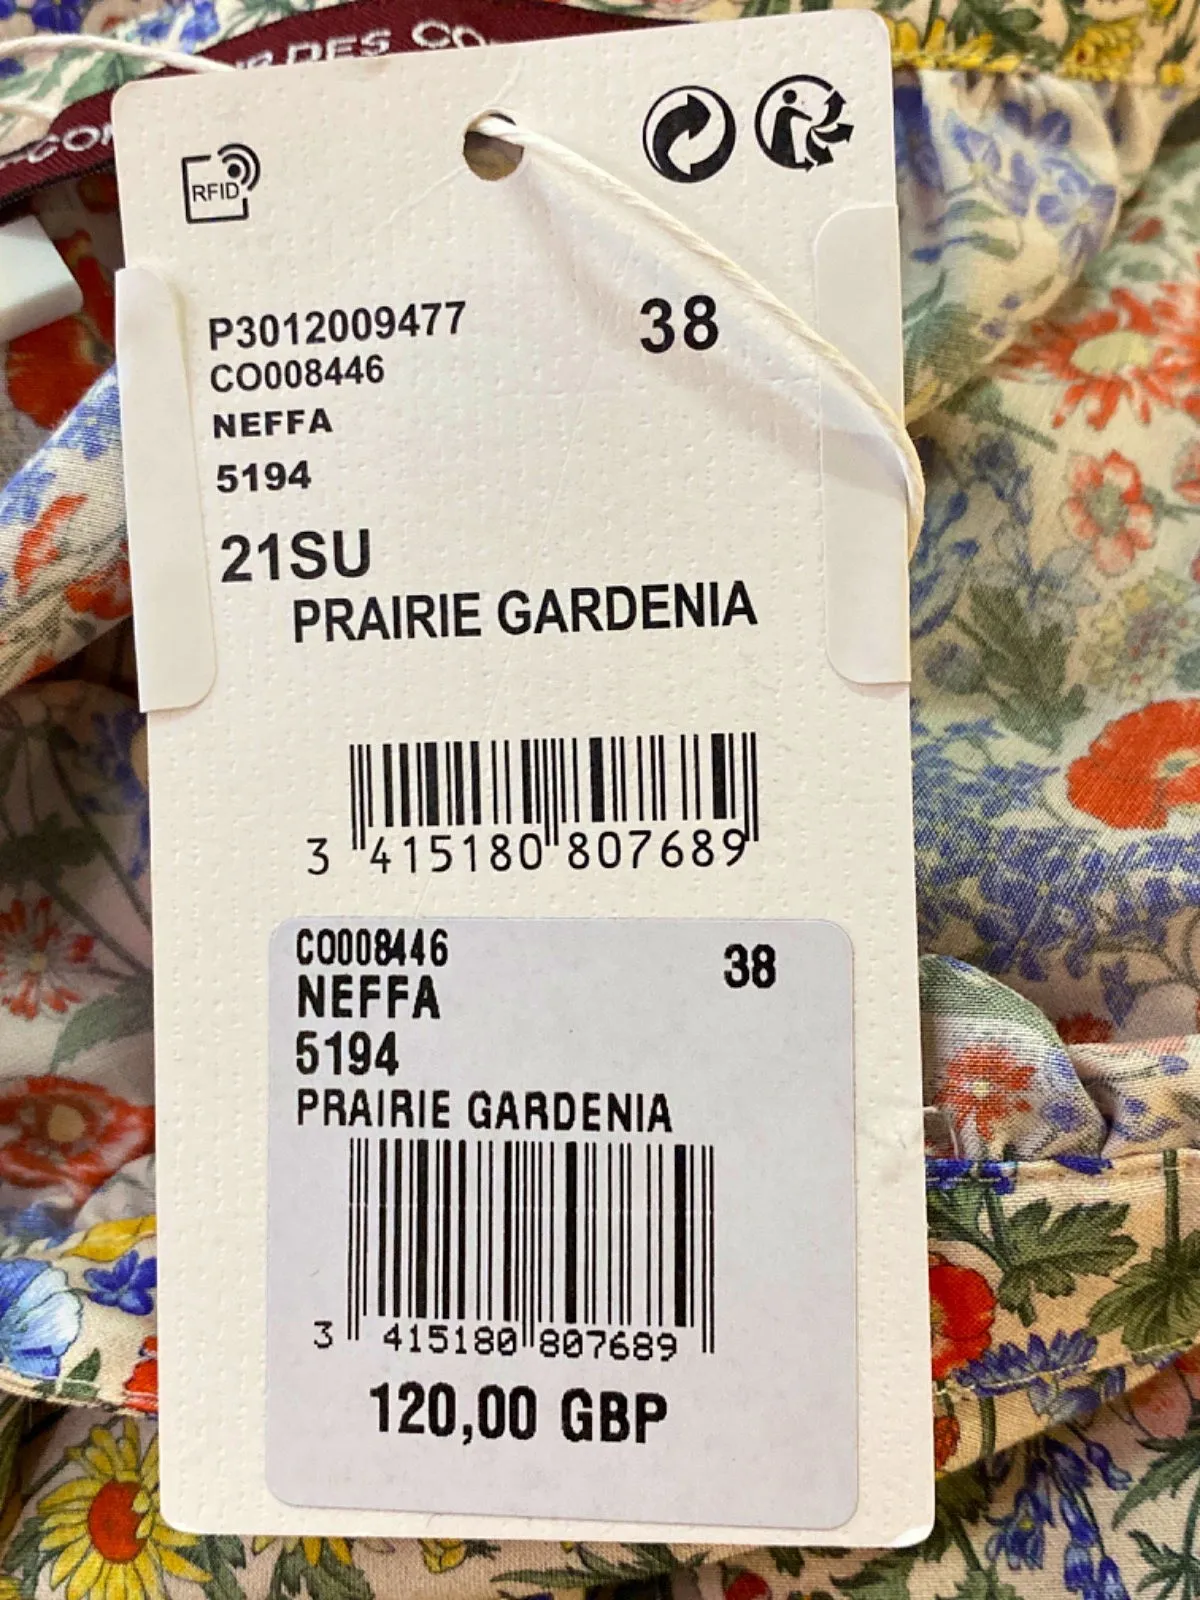 RFID
P3012009477
38
CO008446
NEFFA
5194
21SU
PRAIRIE GARDENIA
3 415180 807689
CO008446
38
NEFFA
5194
PRAIRIE GARDENIA
3 415180 807689
120,00 GBP